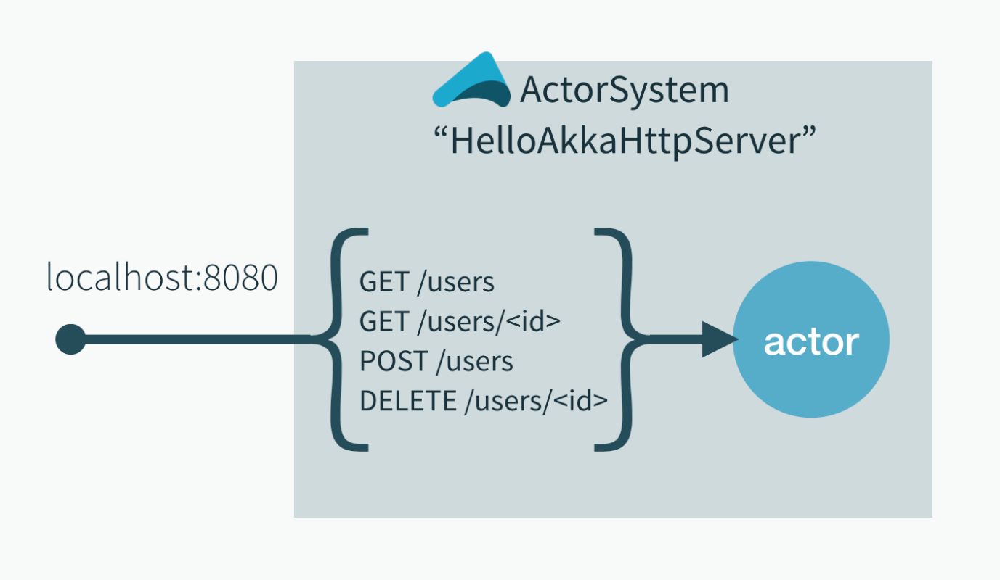 ActorSystem
“HelloAkkaHttpServer”
localhost:8080
GET /users
GET /users/<id>
POST /users
DELETE /users/<id>
actor